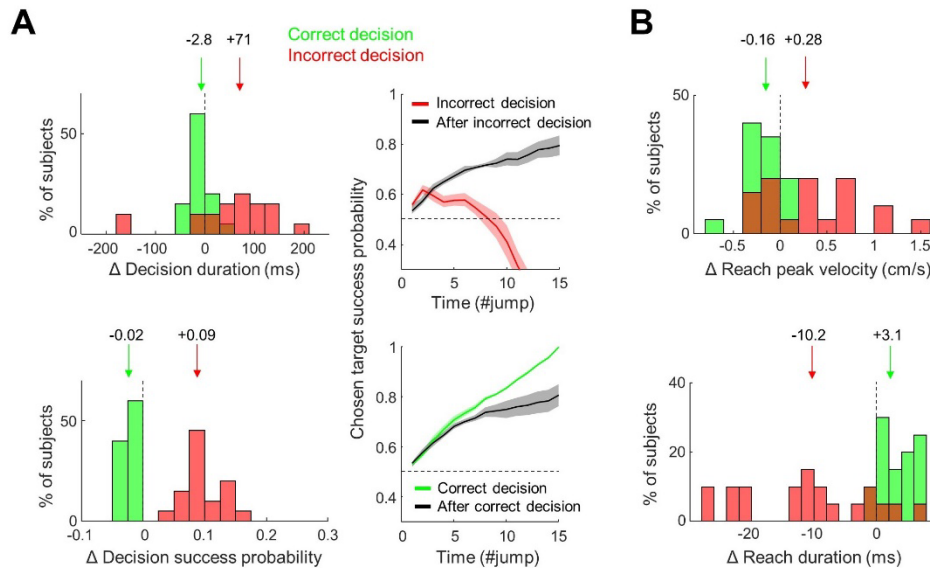 A
Correct decision
Incorrect decision
-2.8
+71
% of subjects
50
0
-200
-100
0
100
200
Δ Decision duration (ms)
-0.02
+0.09
% of subjects
50
0
-0.1
0
0.1
0.2
0.3
Δ Decision success probability
Chosen target success probability
1
0.8
0.6
0.4
Incorrect decision
After incorrect decision
0
5
10
15
Time (#jump)
1
0.8
0.6
0.4
Correct decision
After correct decision
0
5
10
15
Time (#jump)
B
-0.16
+0.28
% of subjects
50
0
-0.5
0
0.5
1
1.5
Δ Reach peak velocity (cm/s)
-10.2
+3.1
% of subjects
40
20
0
-20
-10
0
Δ Reach duration (ms)